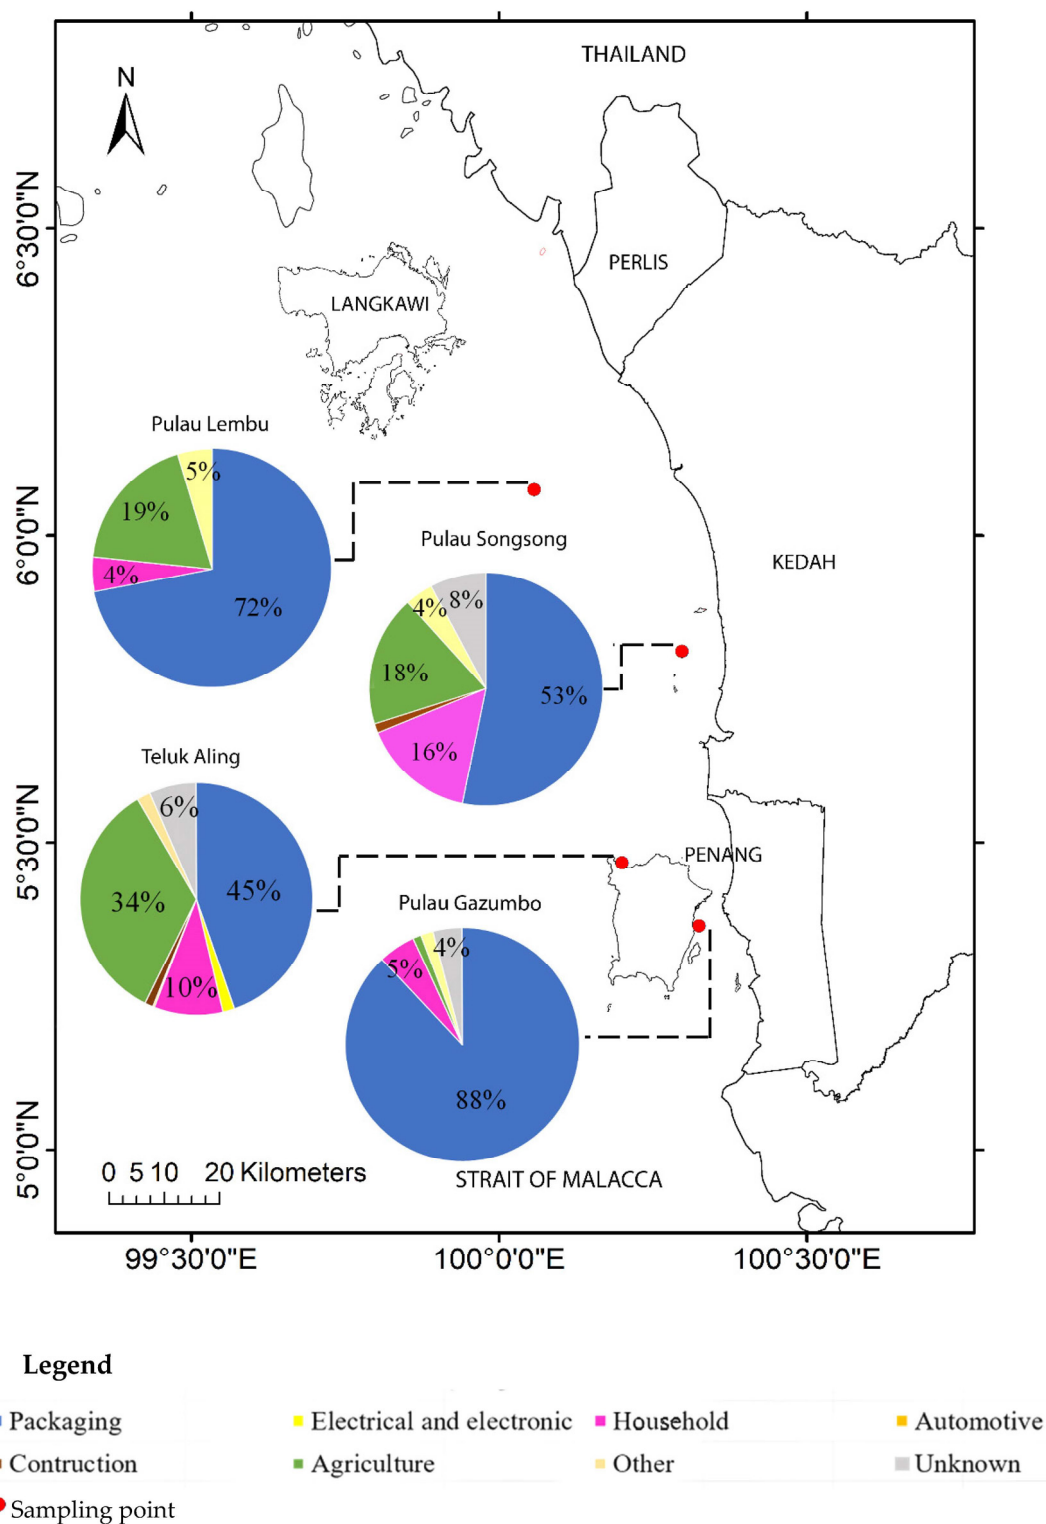 THAILAND
N
6°30'0"N
PERLIS
LANGKAWI
Pulau Lembu
5%
19%
4%
72%
6°0'0"N
Pulau Songsong
KEDAH
4%
8%
18%
53%
16%
Teluk Aling
5°30'0"N
6%
45%
34%
10%
PENANG
Pulau Gazumbo
4%
5%
88%
5°0'0"N
0 5 10 20 Kilometers
STRAIT OF MALACCA
99°30'0"E 100°0'0"E 100°30'0"E
Legend
Packaging Electrical and electronic Household Automotive
Contruction Agriculture Other Unknown
Sampling point